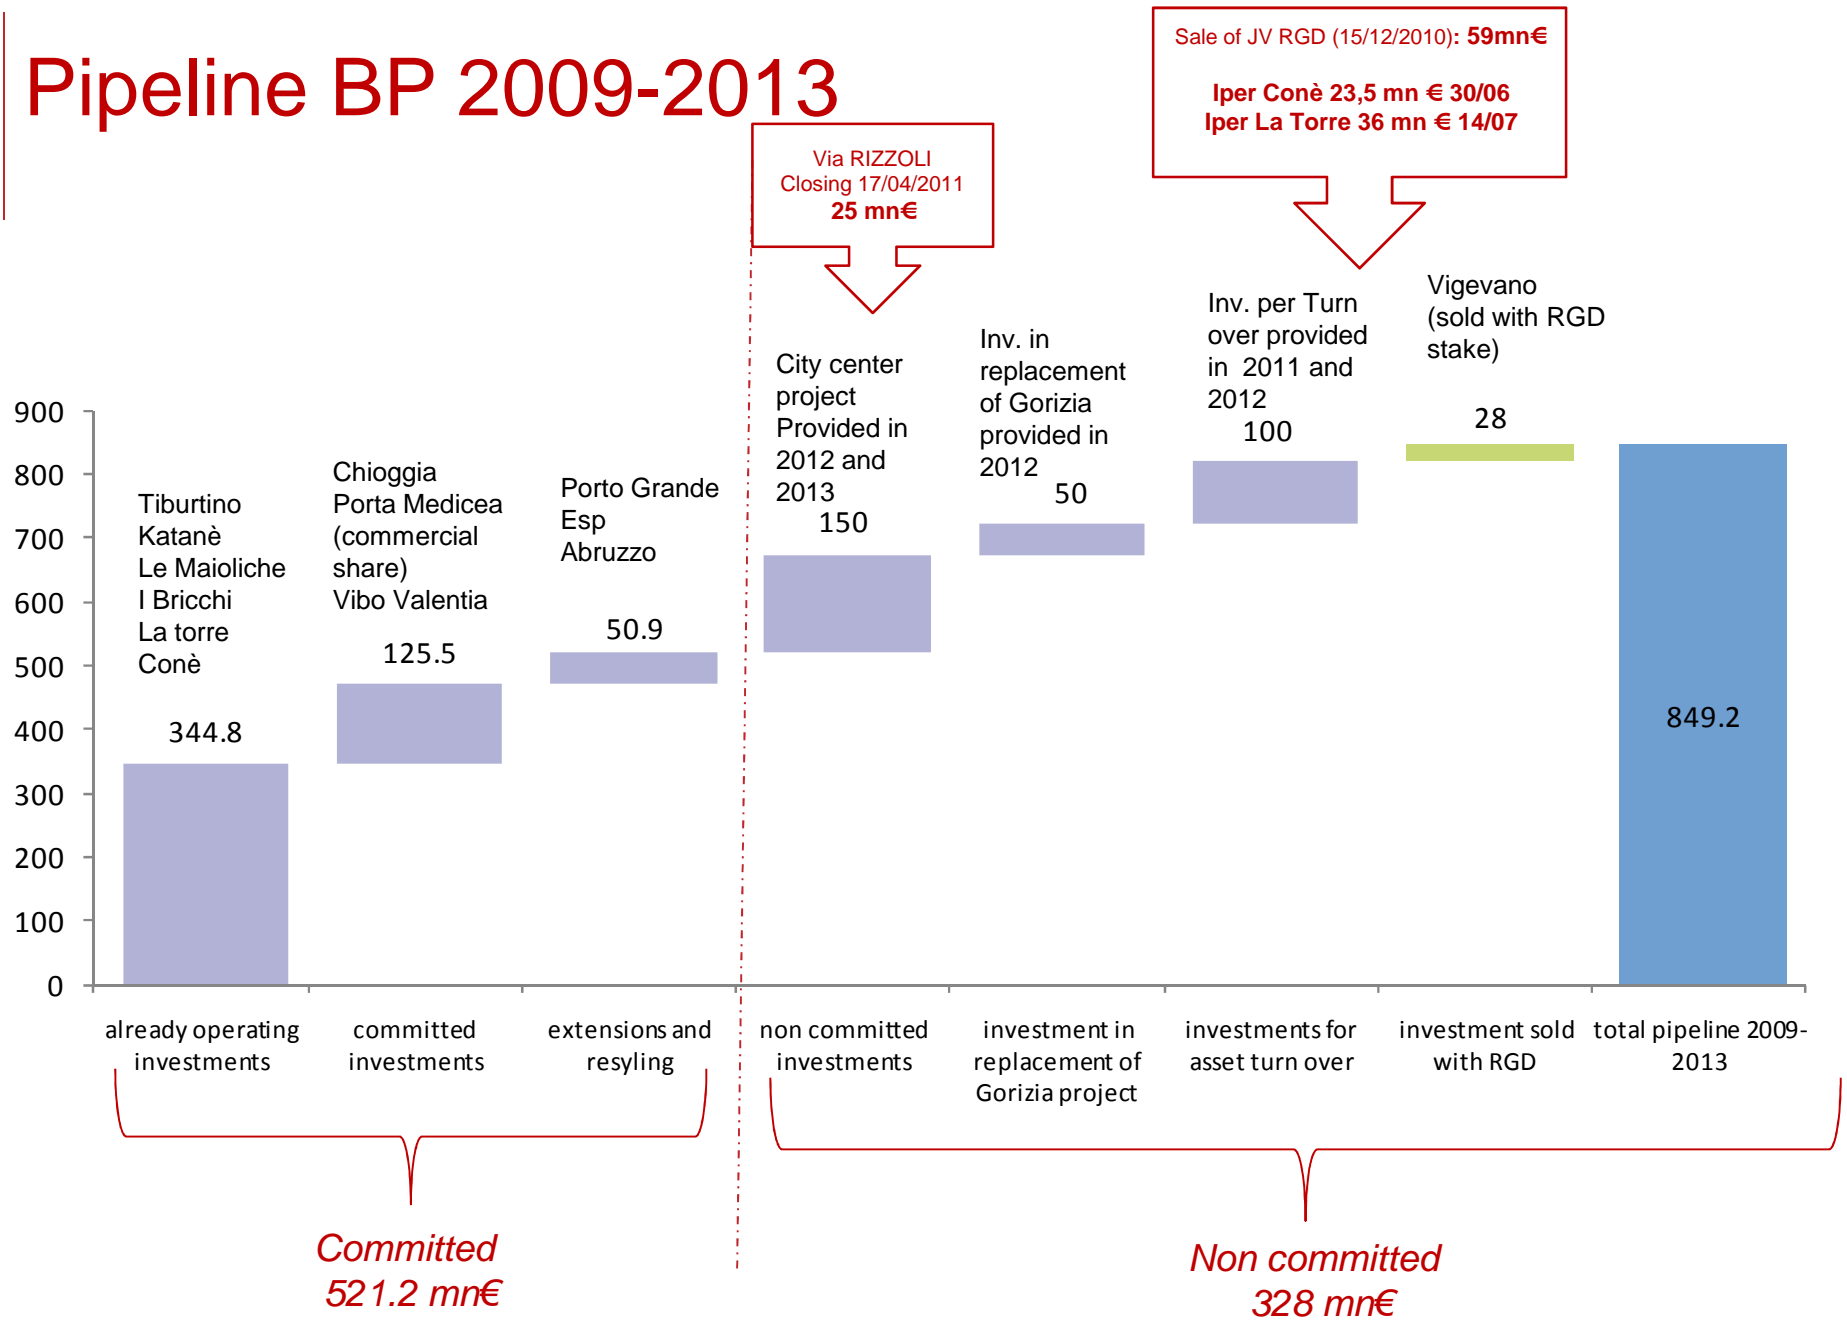 Pipeline BP 2009-2013
Sale of JV RGD (15/12/2010): 59mn€
Iper Conè 23,5 mn € 30/06
Iper La Torre 36 mn € 14/07
Via RIZZOLI
Closing 17/04/2011
25 mn€
Tiburtino
Katanè
Le Maioliche
I Bricchi
La torre
Conè
344.8
Chioggia
Porta Medicea
(commercial
share)
Vibo Valentia
125.5
Porto Grande
Esp
Abruzzo
50.9
City center
project
Provided in
2012 and
2013
150
Inv. in
replacement
of Gorizia
provided in
2012
50
Inv. per Turn
over provided
in 2011 and
2012
100
Vigevano
(sold with RGD
stake)
28
849.2
900
800
700
600
500
400
300
200
100
0
already operating
investments
committed
investments
extensions and
resyling
non committed
investments
investment in
replacement of
Gorizia project
investments for
asset turn over
investment sold
with RGD
total pipeline 2009-
2013
Committed
521.2 mn€
Non committed
328 mn€